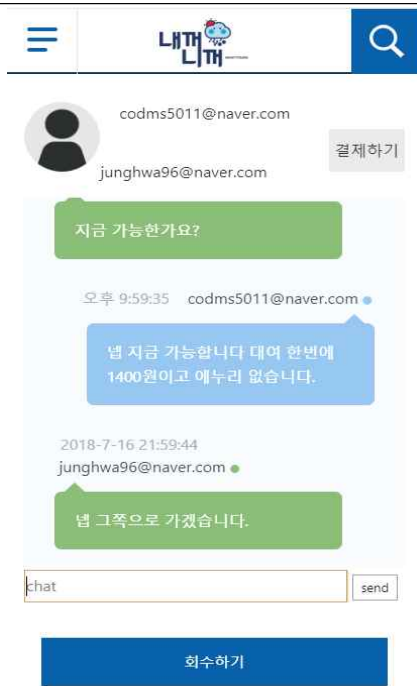 내꺼
니꺼
codms5011@naver.com
결제하기
junghwa96@naver.com
지금 가능한가요?
오후 9:59:35 codms5011@naver.com
넵 지금 가능합니다 대여 한번에
1400원이고 에누리 없습니다.
2018-7-16 21:59:44
junghwa96@naver.com
넵 그쪽으로 가겠습니다.
chat
send
회수하기